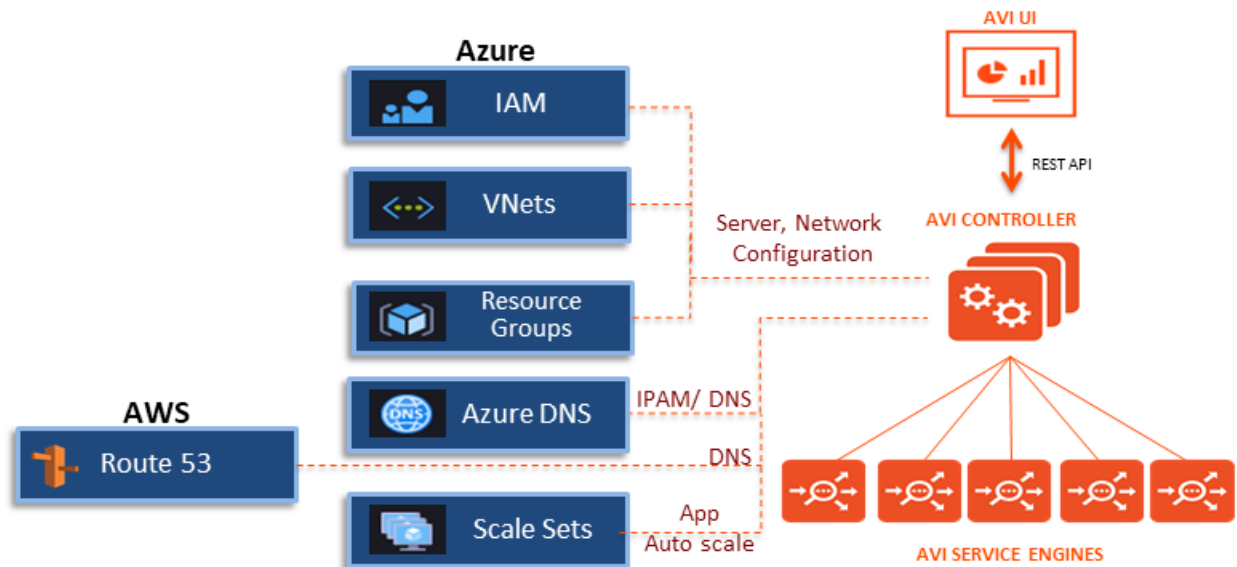 AVI UI
Azure
IAM
REST API
VNets
Server, Network
Configuration
AVI CONTROLLER
Resource
Groups
AWS
DNS
Azure DNS
IPAM/ DNS
Route 53
DNS
Scale Sets
App
Auto scale
AVI SERVICE ENGINES